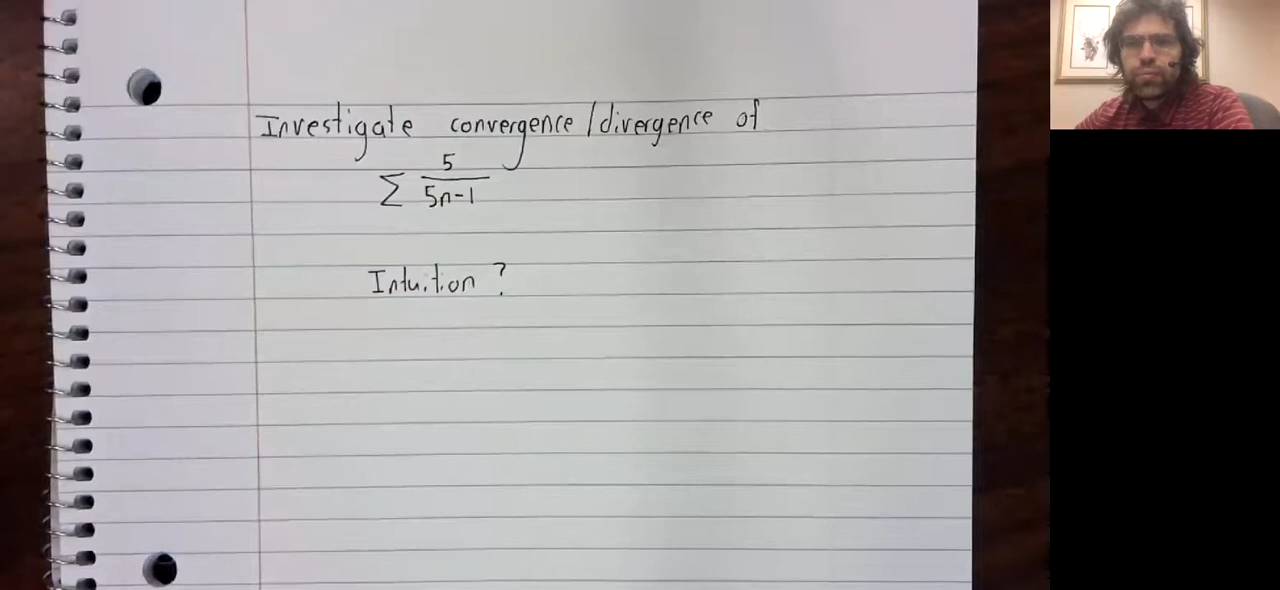 Investigate convergence/divergence of
∑ 5/(5n-1)
Intuition?